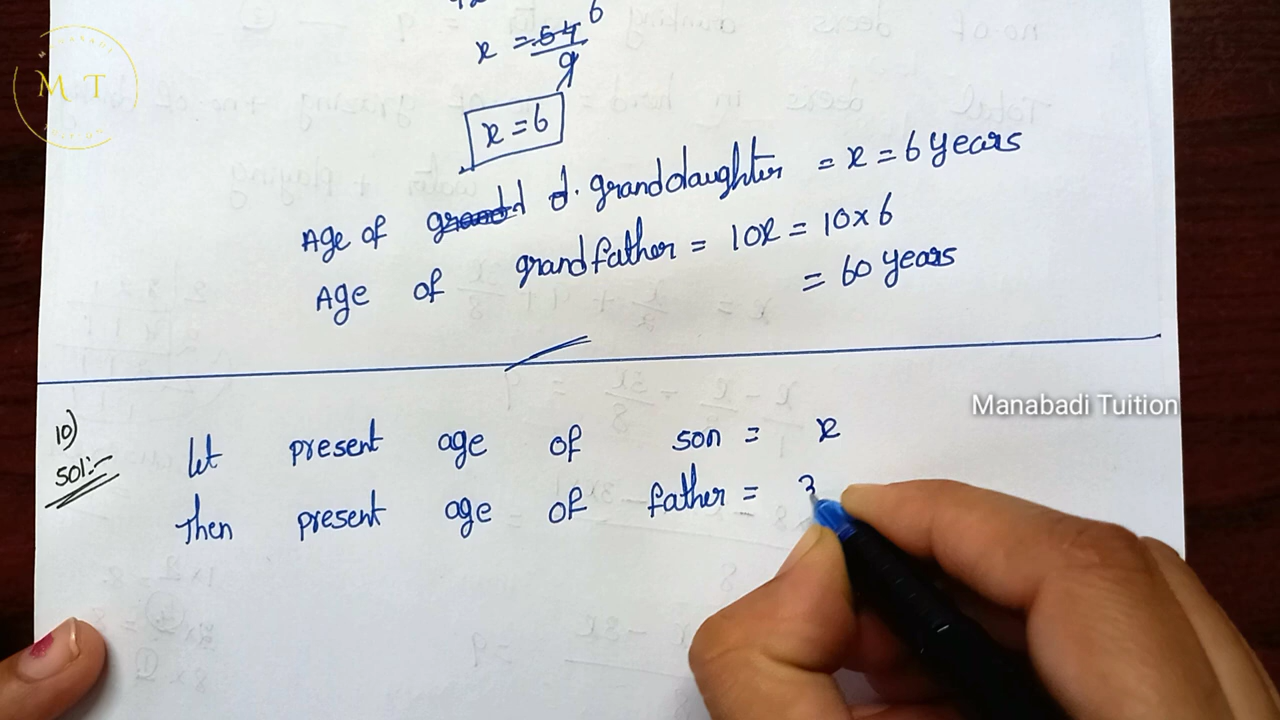 M T
x = 54/9 6
x = 6
Age of d. granddaughter = x = 6 years
Age of grandfather = 10x = 10 x 6
= 60 years
Manabadi Tuition
10)
Sol:-
Let present age of son = x
Then present age of father = 3